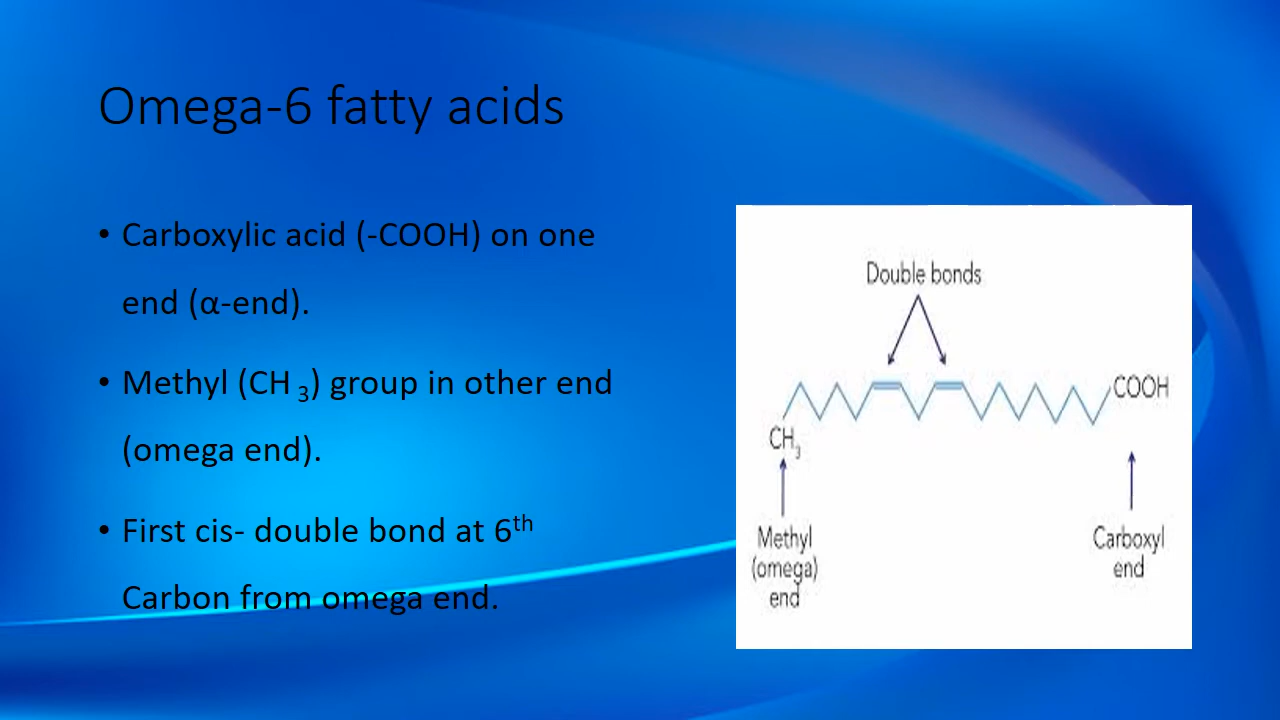 Omega-6 fatty acids
• Carboxylic acid (-COOH) on one
end (α-end).
• Methyl (CH ₃) group in other end
(omega end).
• First cis- double bond at 6ᵗʰ
Carbon from omega end.
Double bonds
COOH
CH₃
Methyl
(omega)
end
Carboxyl
end